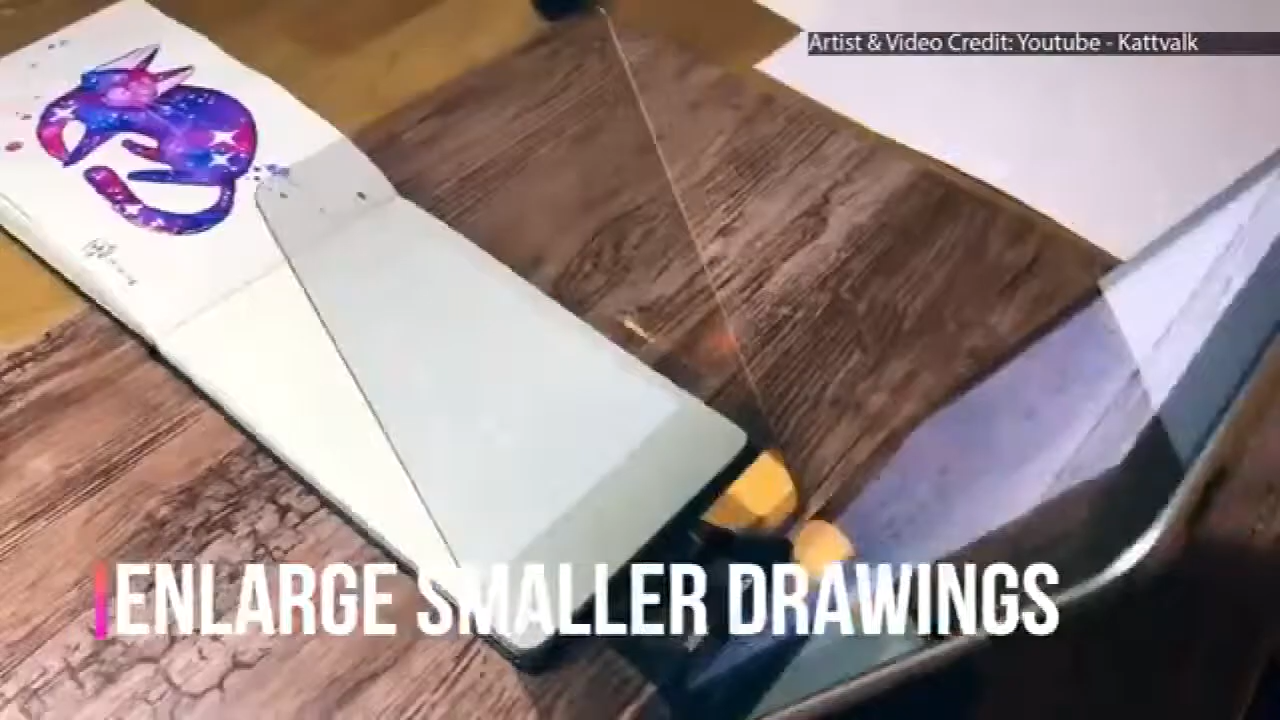 Artist & Video Credit: Youtube - Kattvalk
ENLARGE SMALLER DRAWINGS